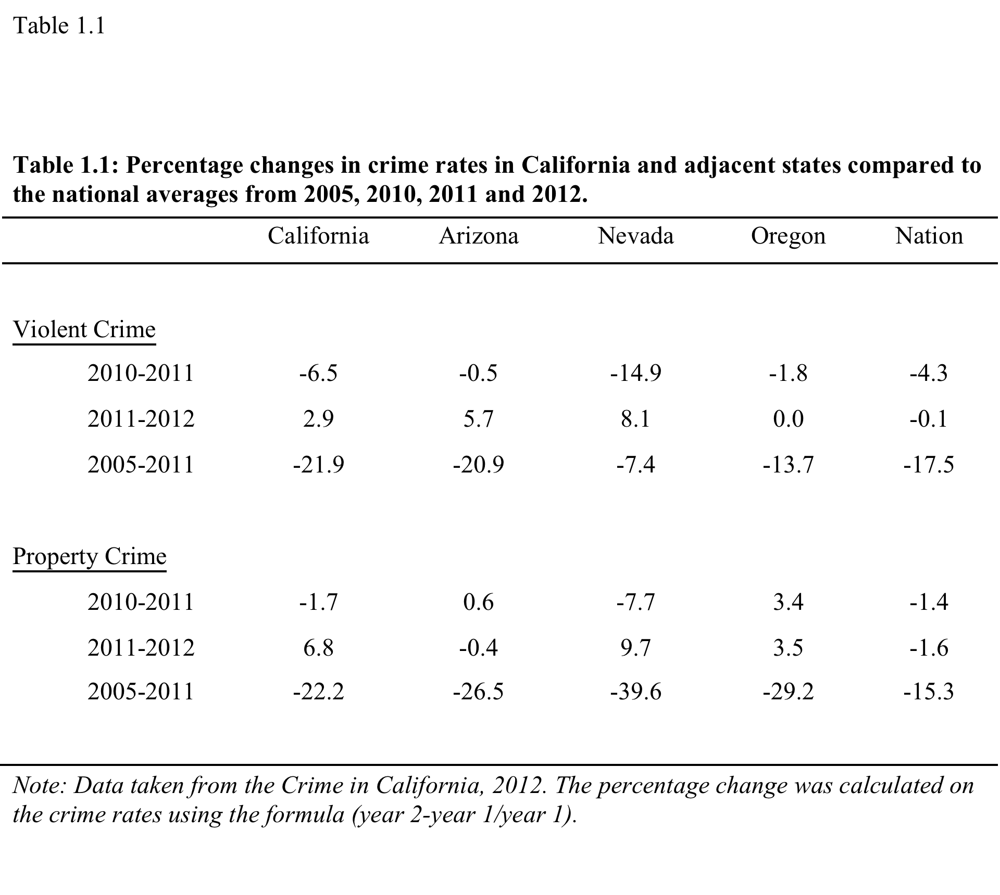 Table 1.1
Table 1.1: Percentage changes in crime rates in California and adjacent states compared to
the national averages from 2005, 2010, 2011 and 2012.
California Arizona Nevada Oregon Nation
Violent Crime
2010-2011 -6.5 -0.5 -14.9 -1.8 -4.3
2011-2012 2.9 5.7 8.1 0.0 -0.1
2005-2011 -21.9 -20.9 -7.4 -13.7 -17.5
Property Crime
2010-2011 -1.7 0.6 -7.7 3.4 -1.4
2011-2012 6.8 -0.4 9.7 3.5 -1.6
2005-2011 -22.2 -26.5 -39.6 -29.2 -15.3
Note: Data taken from the Crime in California, 2012. The percentage change was calculated on
the crime rates using the formula (year 2-year 1/year 1).